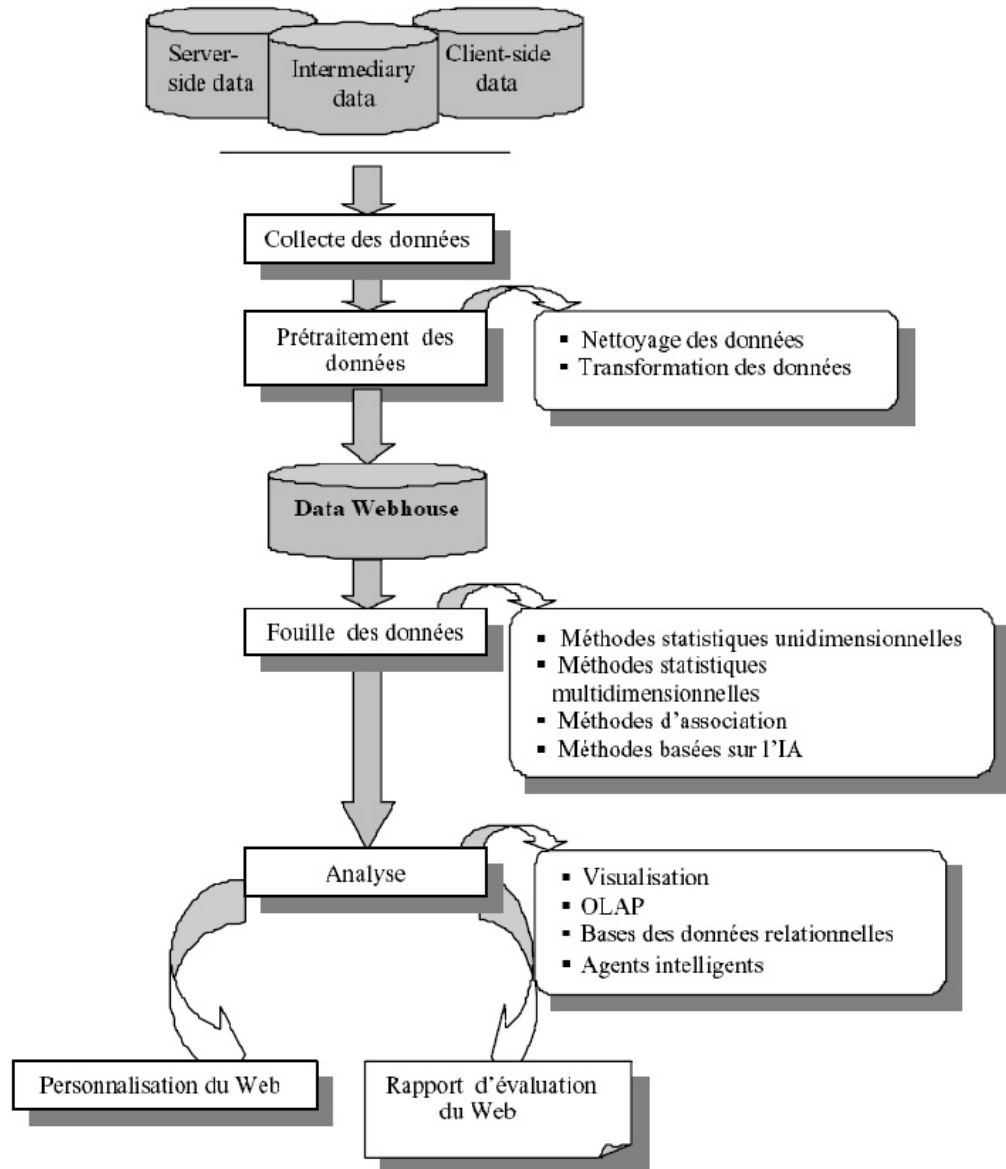 Server-
side data
Intermediary
data
Client-side
data
Collecte des données
Prétraitement des
données
▪ Nettoyage des données
▪ Transformation des données
Data Webhouse
Fouille des données
▪ Méthodes statistiques unidimensionnelles
▪ Méthodes statistiques
multidimensionnelles
▪ Méthodes d'association
▪ Méthodes basées sur l'IA
Analyse
▪ Visualisation
▪ OLAP
▪ Bases des données relationnelles
▪ Agents intelligents
Personnalisation du Web
Rapport d'évaluation
du Web